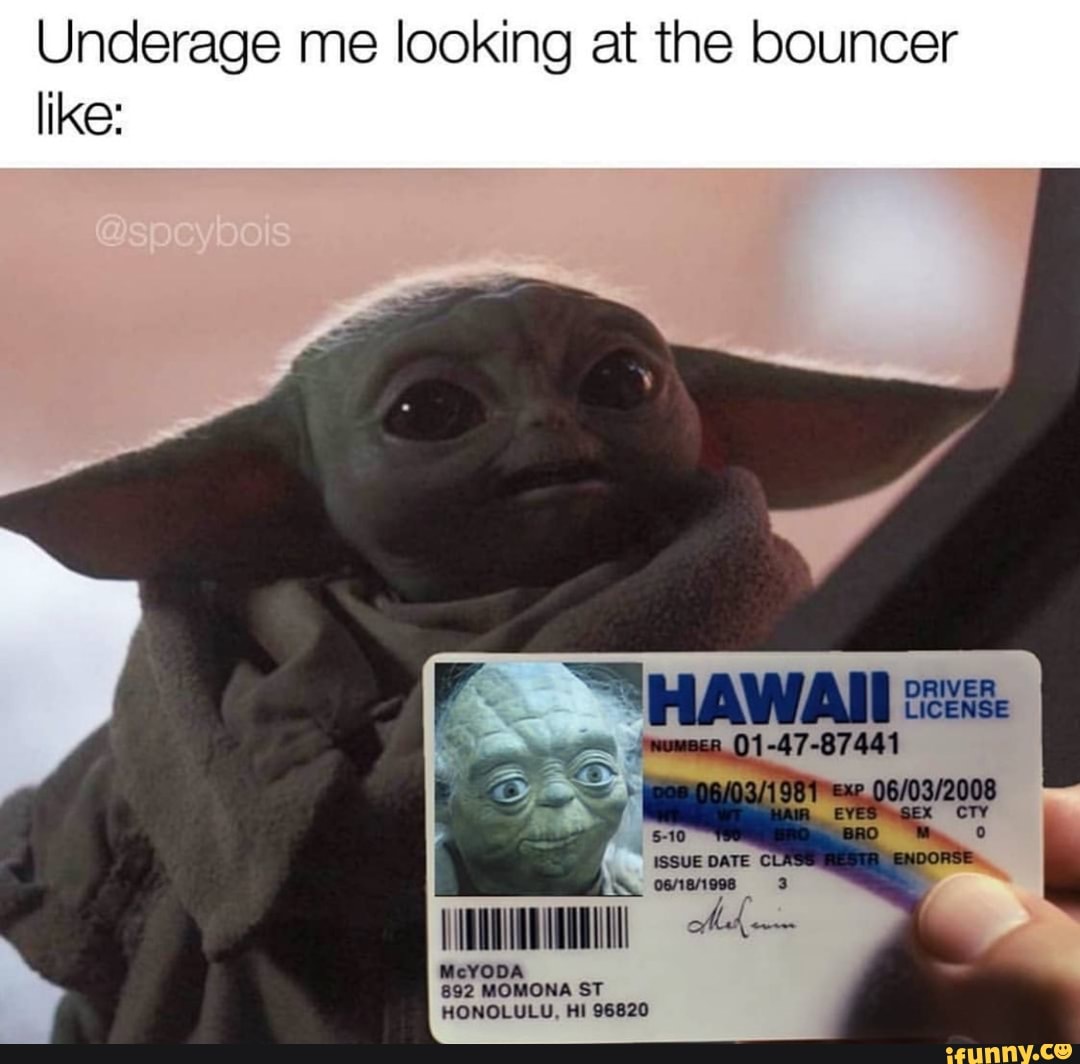 Underage me looking at the bouncer
like:
@spcybois
HAWAII DRIVER LICENSE
NUMBER 01-47-87441
DOB 06/03/1981 EXP 06/03/2008
HT WT HAIR EYES SEX CTY
5-10 150 BRO BRO M 0
ISSUE DATE CLASS RESTR ENDORSE
06/18/1998 3
McYODA
892 MOMONA ST
HONOLULU, HI 96820
ifunny.co